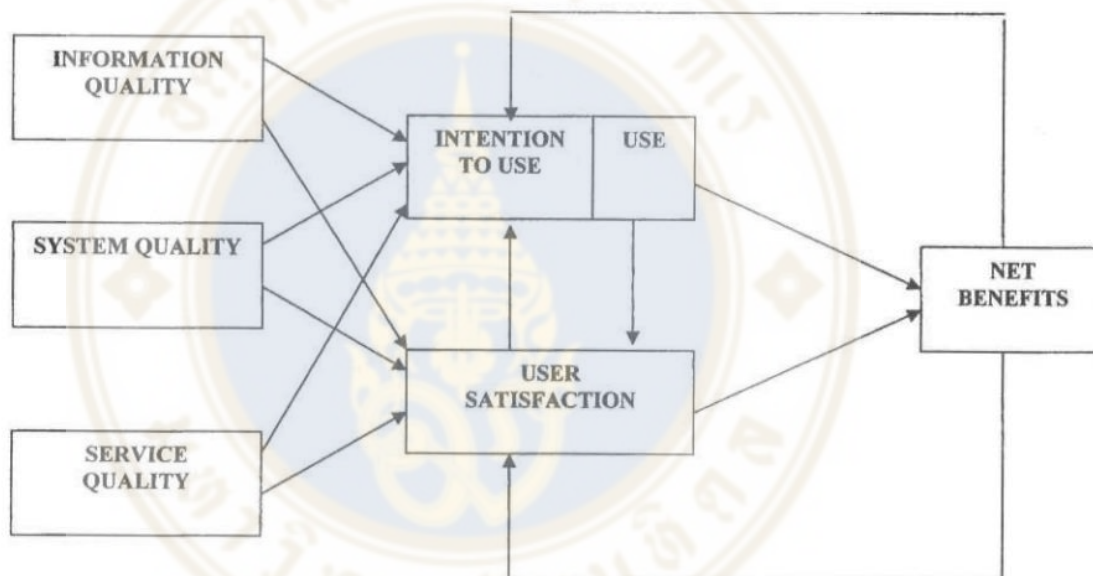 INFORMATION
QUALITY
INTENTION
TO USE
USE
SYSTEM QUALITY
NET
BENEFITS
USER
SATISFACTION
SERVICE
QUALITY